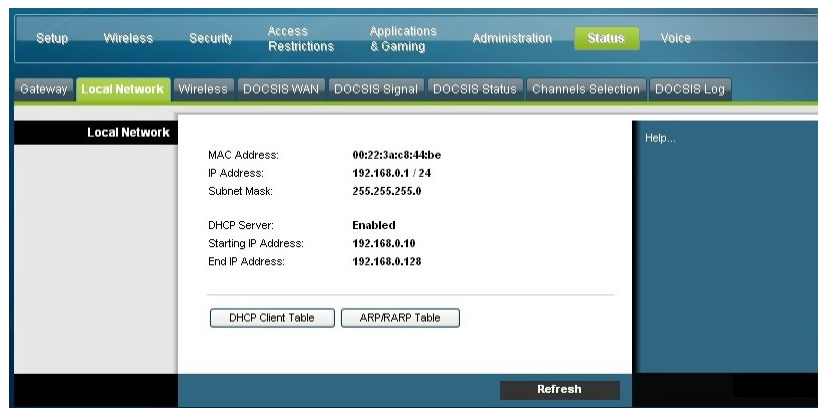 Setup Wireless Security Access Restrictions Applications & Gaming Administration Status Voice
Gateway Local Network Wireless DOCSIS WAN DOCSIS Signal DOCSIS Status Channels Selection DOCSIS Log
Local Network
Help...
MAC Address: 00:22:3a:c8:44:be
IP Address: 192.168.0.1 / 24
Subnet Mask: 255.255.255.0
DHCP Server: Enabled
Starting IP Address: 192.168.0.10
End IP Address: 192.168.0.128
DHCP Client Table ARP/RARP Table
Refresh